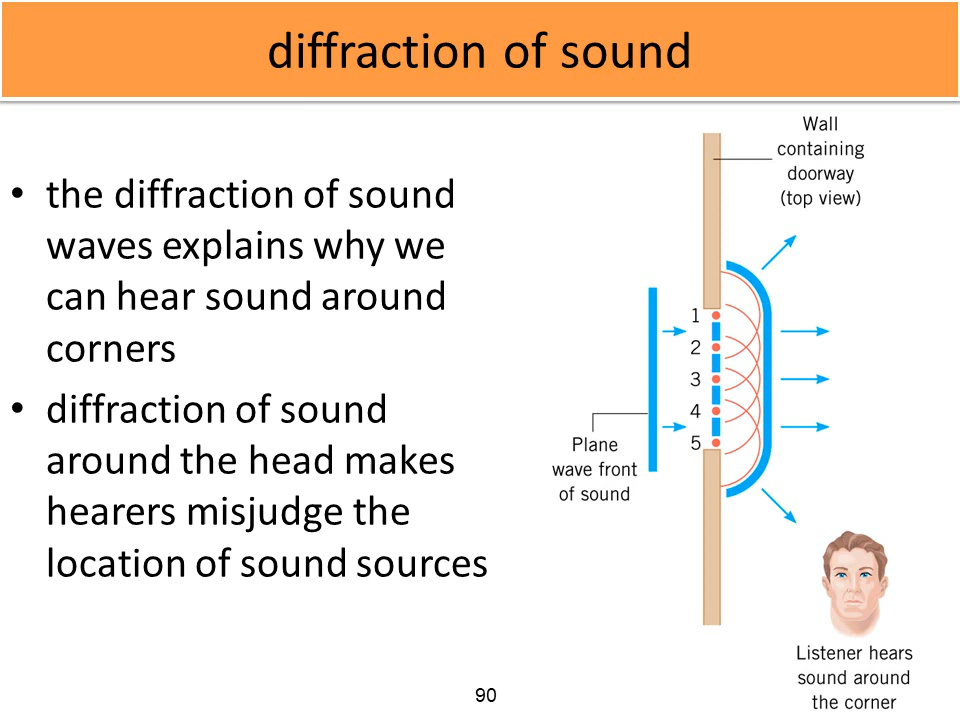 diffraction of sound
• the diffraction of sound
waves explains why we
can hear sound around
corners
• diffraction of sound
around the head makes
hearers misjudge the
location of sound sources
Wall
containing
doorway
(top view)
1
2
3
4
5
Plane
wave front
of sound
Listener hears
sound around
the corner
90